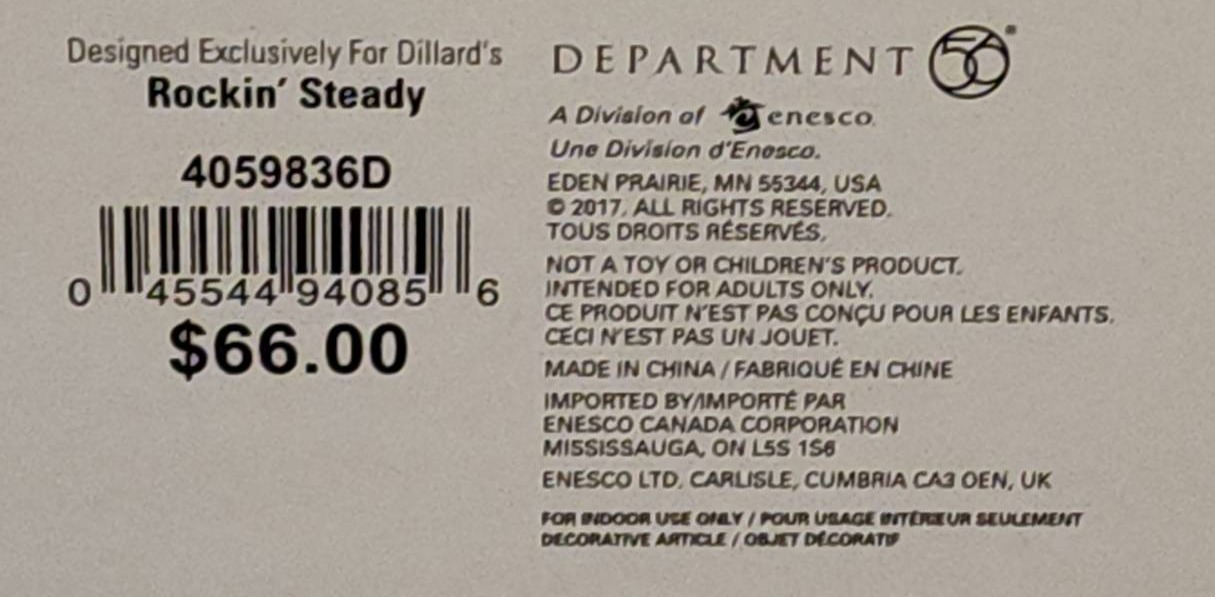 Designed Exclusively For Dillard's
Rockin' Steady
4059836D
0 45544 94085 6
$66.00
DEPARTMENT 56®
A Division of enesco.
Une Division d'Enesco.
EDEN PRAIRIE, MN 55344, USA
© 2017. ALL RIGHTS RESERVED.
TOUS DROITS RÉSERVÉS.
NOT A TOY OR CHILDREN'S PRODUCT.
INTENDED FOR ADULTS ONLY.
CE PRODUIT N'EST PAS CONÇU POUR LES ENFANTS.
CECI N'EST PAS UN JOUET.
MADE IN CHINA / FABRIQUÉ EN CHINE
IMPORTED BY/IMPORTÉ PAR
ENESCO CANADA CORPORATION
MISSISSAUGA, ON L5S 1S6
ENESCO LTD. CARLISLE, CUMBRIA CA3 OEN, UK
FOR INDOOR USE ONLY / POUR USAGE INTÉRIEUR SEULEMENT
DECORATIVE ARTICLE / OBJET DÉCORATIF